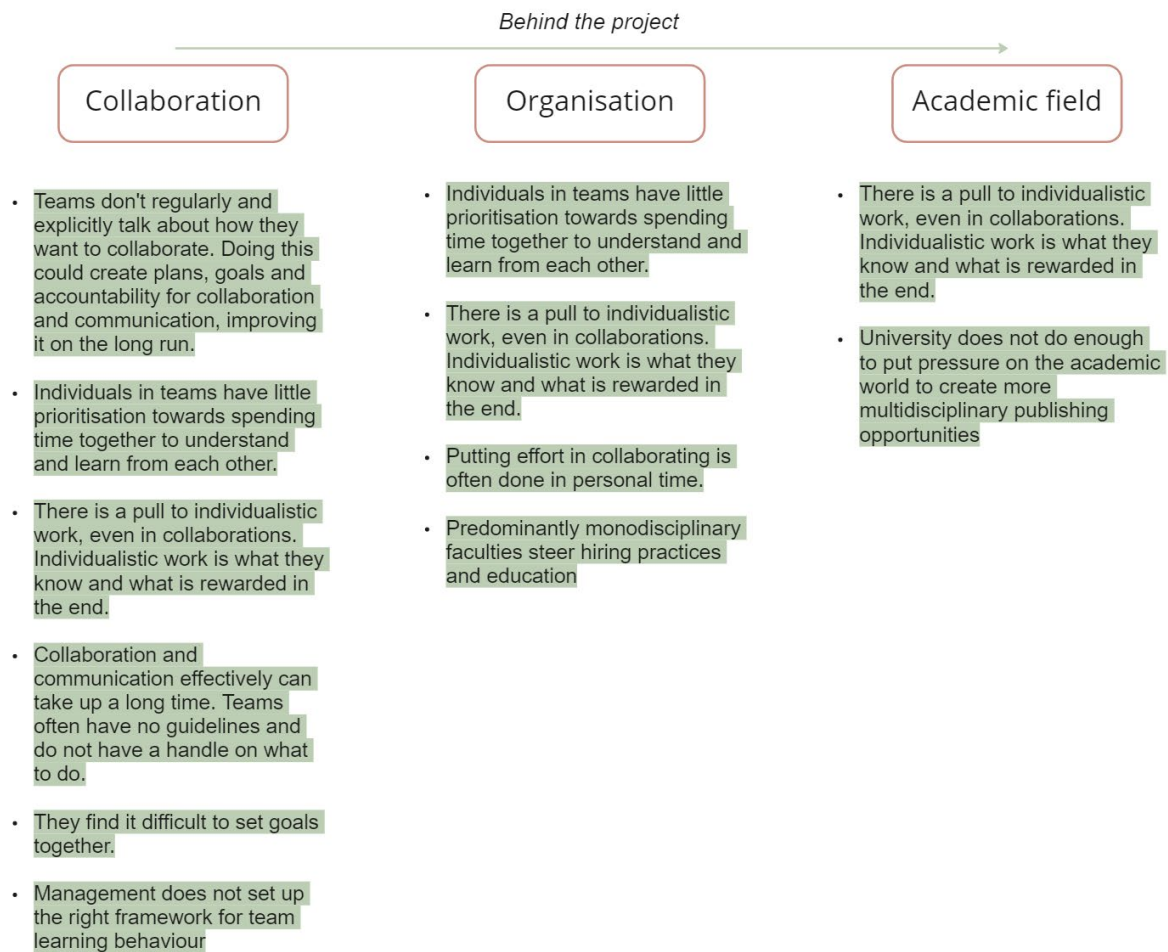 Behind the project
Collaboration
Organisation
Academic field
• Teams don't regularly and
explicitly talk about how they
want to collaborate. Doing this
could create plans, goals and
accountability for collaboration
and communication, improving
it on the long run.
• Individuals in teams have little
prioritisation towards spending
time together to understand
and learn from each other.
• There is a pull to individualistic
work, even in collaborations.
Individualistic work is what they
know and what is rewarded in
the end.
• Collaboration and
communication effectively can
take up a long time. Teams
often have no guidelines and
do not have a handle on what
to do.
• They find it difficult to set goals
together.
• Management does not set up
the right framework for team
learning behaviour
• Individuals in teams have little
prioritisation towards spending
time together to understand and
learn from each other.
• There is a pull to individualistic
work, even in collaborations.
Individualistic work is what they
know and what is rewarded in
the end.
• Putting effort in collaborating is
often done in personal time.
• Predominantly monodisciplinary
faculties steer hiring practices
and education
• There is a pull to individualistic
work, even in collaborations.
Individualistic work is what they
know and what is rewarded in
the end.
• University does not do enough
to put pressure on the academic
world to create more
multidisciplinary publishing
opportunities